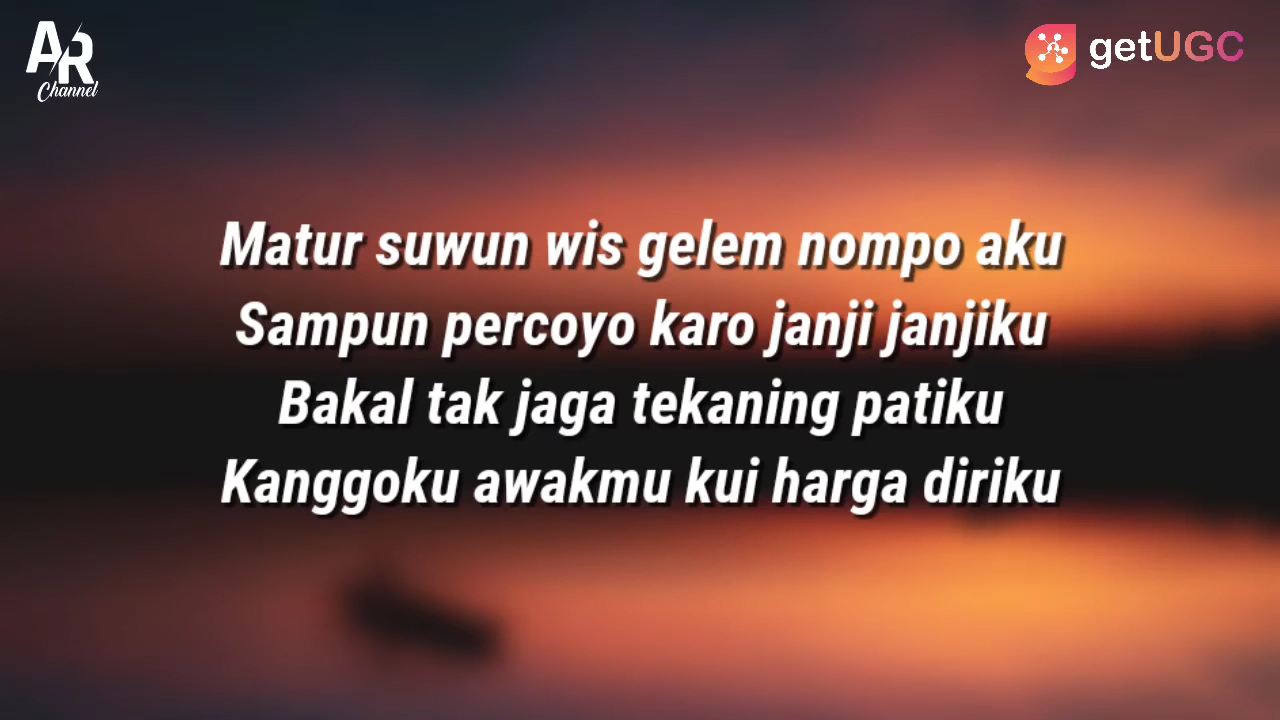 AR
Channel
getUGC
Matur suwun wis gelem nompo aku
Sampun percoyo karo janji janjiku
Bakal tak jaga tekaning patiku
Kanggoku awakmu kui harga diriku